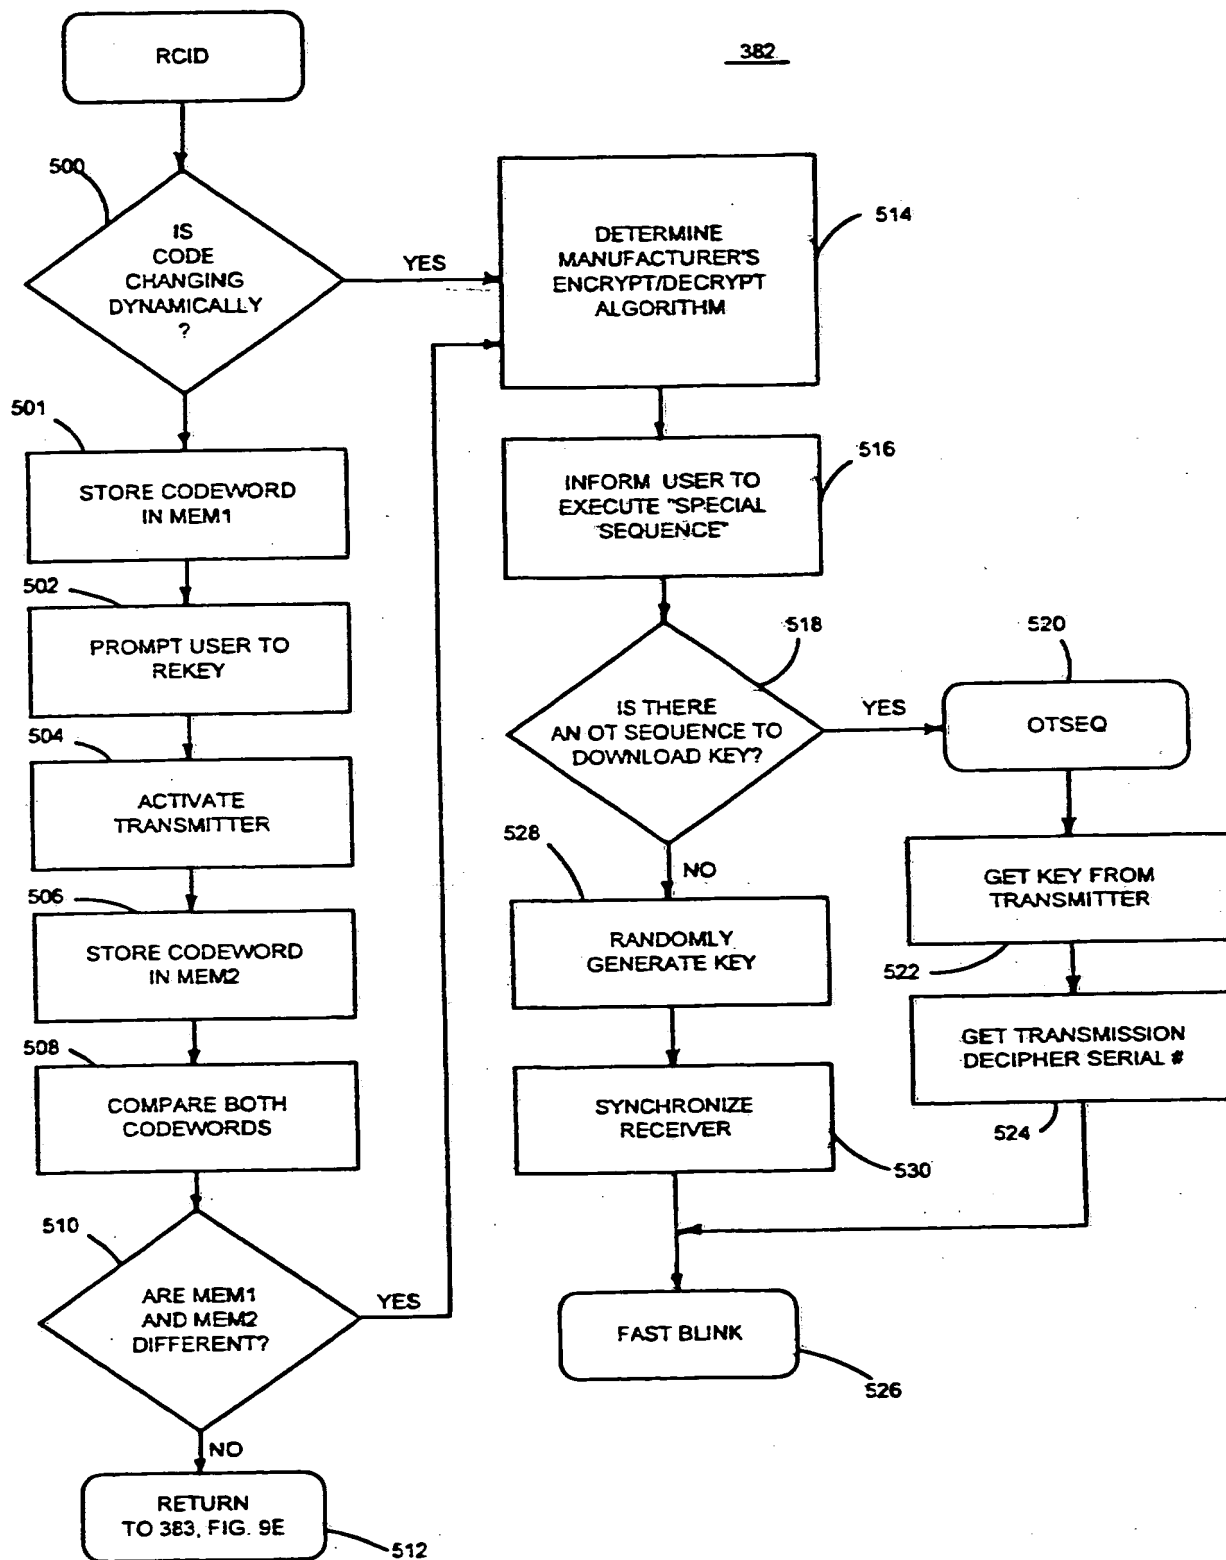 RCID
382
500
IS
CODE
CHANGING
DYNAMICALLY
?
YES
501
STORE CODEWORD
IN MEM1
502
PROMPT USER TO
REKEY
504
ACTIVATE
TRANSMITTER
506
STORE CODEWORD
IN MEM2
508
COMPARE BOTH
CODEWORDS
510
ARE MEM1
AND MEM2
DIFFERENT?
YES
NO
RETURN
TO 383, FIG. 9E
512
514
DETERMINE
MANUFACTURER'S
ENCRYPT/DECRYPT
ALGORITHM
516
INFORM USER TO
EXECUTE "SPECIAL
SEQUENCE"
518
IS THERE
AN OT SEQUENCE TO
DOWNLOAD KEY?
YES
NO
520
OTSEQ
GET KEY FROM
TRANSMITTER
522
GET TRANSMISSION
DECIPHER SERIAL #
524
528
RANDOMLY
GENERATE KEY
SYNCHRONIZE
RECEIVER
530
FAST BLINK
526